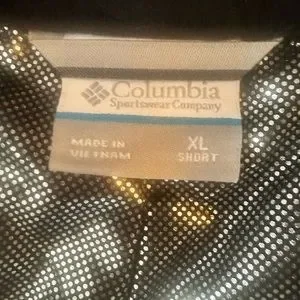 Columbia
Sportswear Company
MADE IN
VIETNAM
XL
SHORT